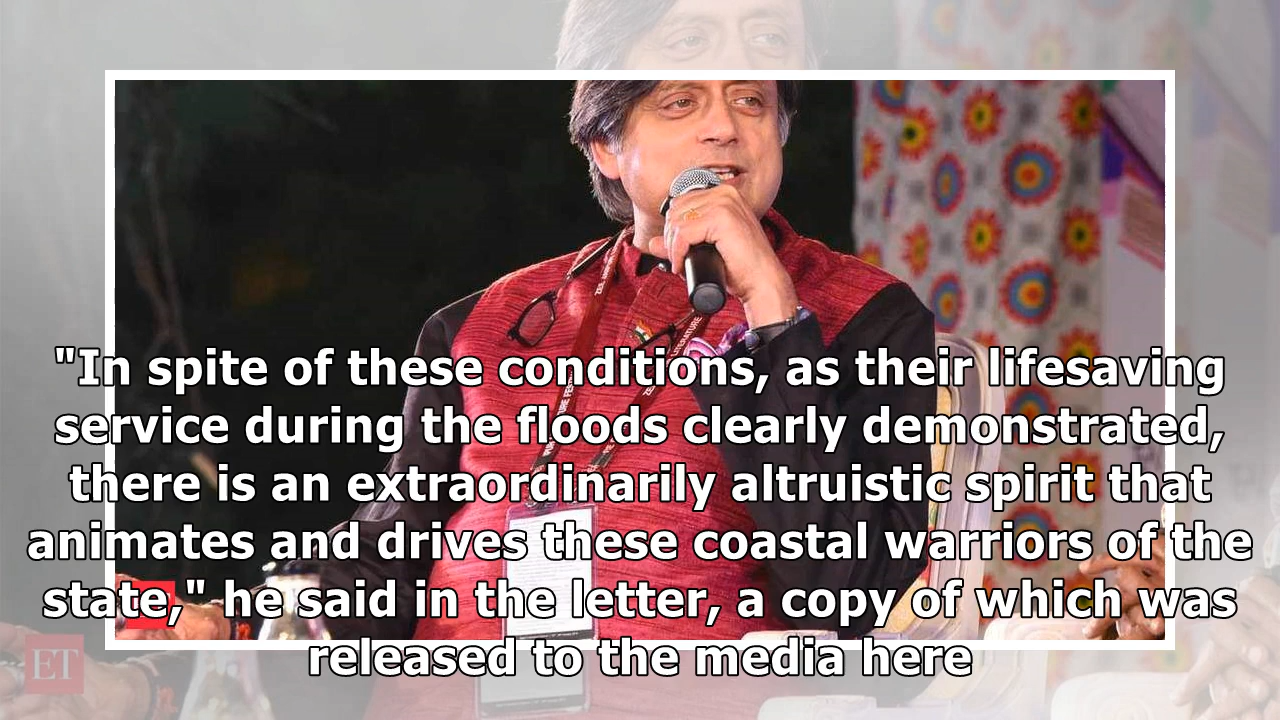 "In spite of these conditions, as their lifesaving
service during the floods clearly demonstrated,
there is an extraordinarily altruistic spirit that
animates and drives these coastal warriors of the
state," he said in the letter, a copy of which was
released to the media here
ET